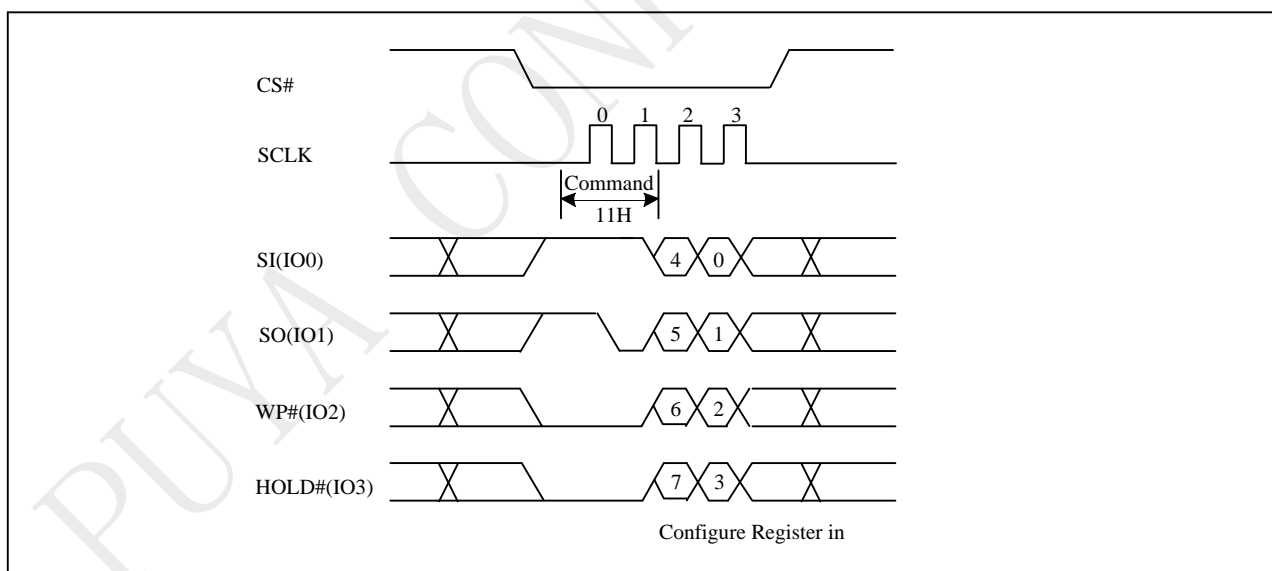 CS#
0 1 2 3
SCLK
Command
11H
SI(IO0) 4 0
SO(IO1) 5 1
WP#(IO2) 6 2
HOLD#(IO3) 7 3
Configure Register in
PUYA CON